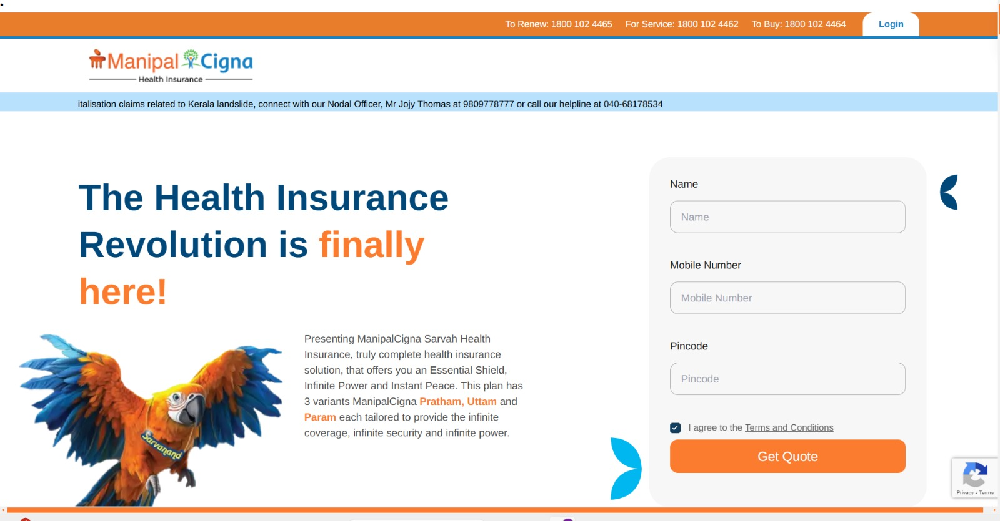 To Renew: 1800 102 4465 For Service: 1800 102 4462 To Buy: 1800 102 4464 Login
Manipal Cigna
Health Insurance
italisation claims related to Kerala landslide, connect with our Nodal Officer, Mr Jojy Thomas at 9809778777 or call our helpline at 040-68178534
The Health Insurance
Revolution is finally
here!
Presenting ManipalCigna Sarvah Health
Insurance, truly complete health insurance
solution, that offers you an Essential Shield,
Infinite Power and Instant Peace. This plan has
3 variants ManipalCigna Pratham, Uttam and
Param each tailored to provide the infinite
coverage, infinite security and infinite power.
Sarvanand
Name
Name
Mobile Number
Mobile Number
Pincode
Pincode
I agree to the Terms and Conditions
Get Quote
Privacy - Terms